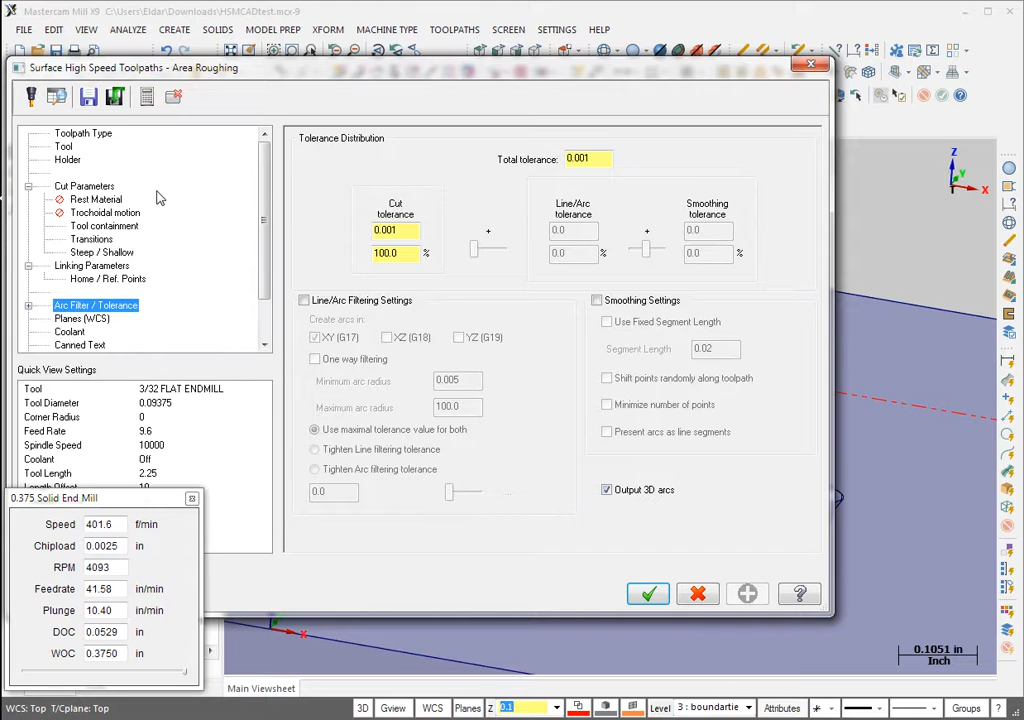 Mastercam Mill X9 C:\Users\Eldar\Downloads\HSMCADtest.mcx-9
FILE EDIT VIEW ANALYZE CREATE SOLIDS MODEL PREP XFORM MACHINE TYPE TOOLPATHS SCREEN SETTINGS HELP
Surface High Speed Toolpaths - Area Roughing
Toolpath Type
Tool
Holder
Cut Parameters
Rest Material
Trochoidal motion
Tool containment
Transitions
Steep / Shallow
Linking Parameters
Home / Ref. Points
Arc Filter / Tolerance
Planes (WCS)
Coolant
Canned Text
Quick View Settings
Tool 3/32 FLAT ENDMILL
Tool Diameter 0.09375
Corner Radius 0
Feed Rate 9.6
Spindle Speed 10000
Coolant Off
Tool Length 2.25
0.375 Solid End Mill
Speed 401.6 f/min
Chipload 0.0025 in
RPM 4093
Feedrate 41.58 in/min
Plunge 10.40 in/min
DOC 0.0529 in
WOC 0.3750 in
Tolerance Distribution
Total tolerance: 0.001
Cut tolerance
0.001
100.0 %
+
Line/Arc tolerance
0.0
0.0 %
+
Smoothing tolerance
0.0
0.0 %
Line/Arc Filtering Settings
Create arcs in:
XY (G17) XZ (G18) YZ (G19)
One way filtering
Minimum arc radius 0.005
Maximum arc radius 100.0
Use maximal tolerance value for both
Tighten Line filtering tolerance
Tighten Arc filtering tolerance
0.0 ...
Smoothing Settings
Use Fixed Segment Length
Segment Length 0.02
Shift points randomly along toolpath
Minimize number of points
Present arcs as line segments
Output 3D arcs
Z
Y
X
X
0.1051 in
Inch
Main Viewsheet
WCS: Top T/Cplane: Top 3D Gview WCS Planes Z 0.1 Level 3 : boundartie Attributes Groups ?